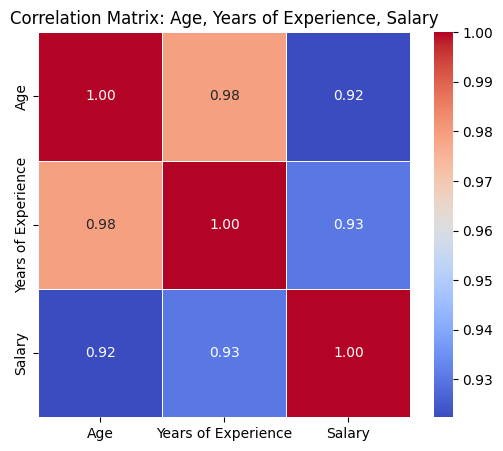 Correlation Matrix: Age, Years of Experience, Salary
Age
1.00
0.98
0.92
Years of Experience
0.98
1.00
0.93
Salary
0.92
0.93
1.00
Age
Years of Experience
Salary
1.00
0.99
0.98
0.97
0.96
0.95
0.94
0.93